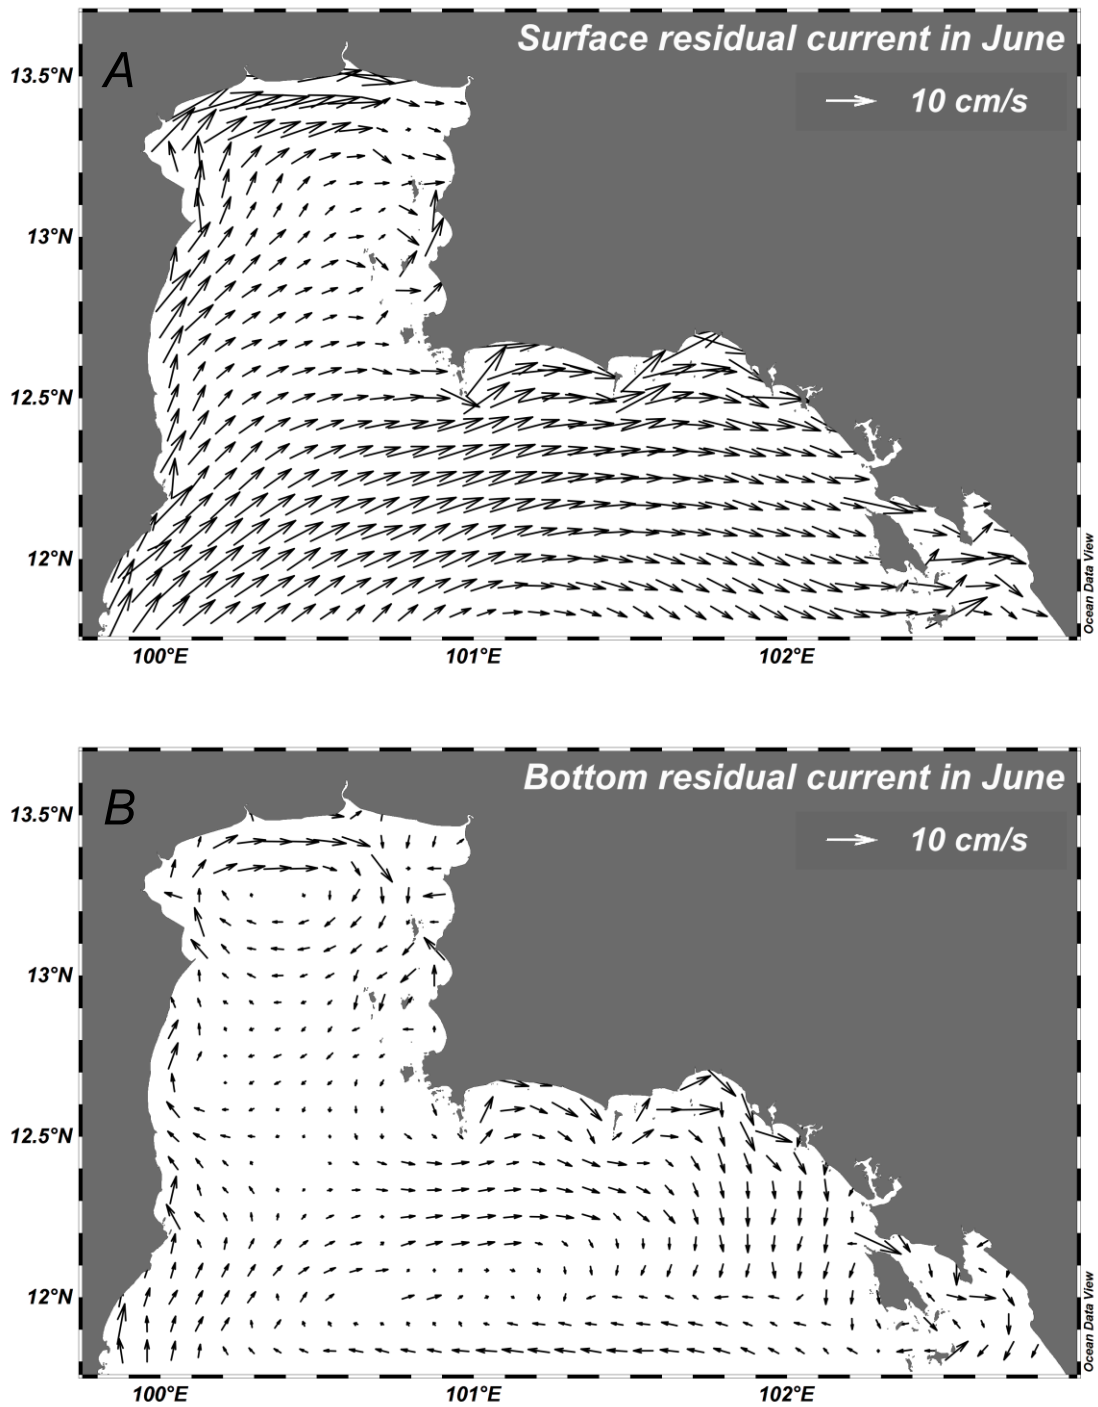 A
Surface residual current in June
10 cm/s
13.5°N
13°N
12.5°N
12°N
100°E 101°E 102°E
Ocean Data View
B
Bottom residual current in June
10 cm/s
13.5°N
13°N
12.5°N
12°N
100°E 101°E 102°E
Ocean Data View